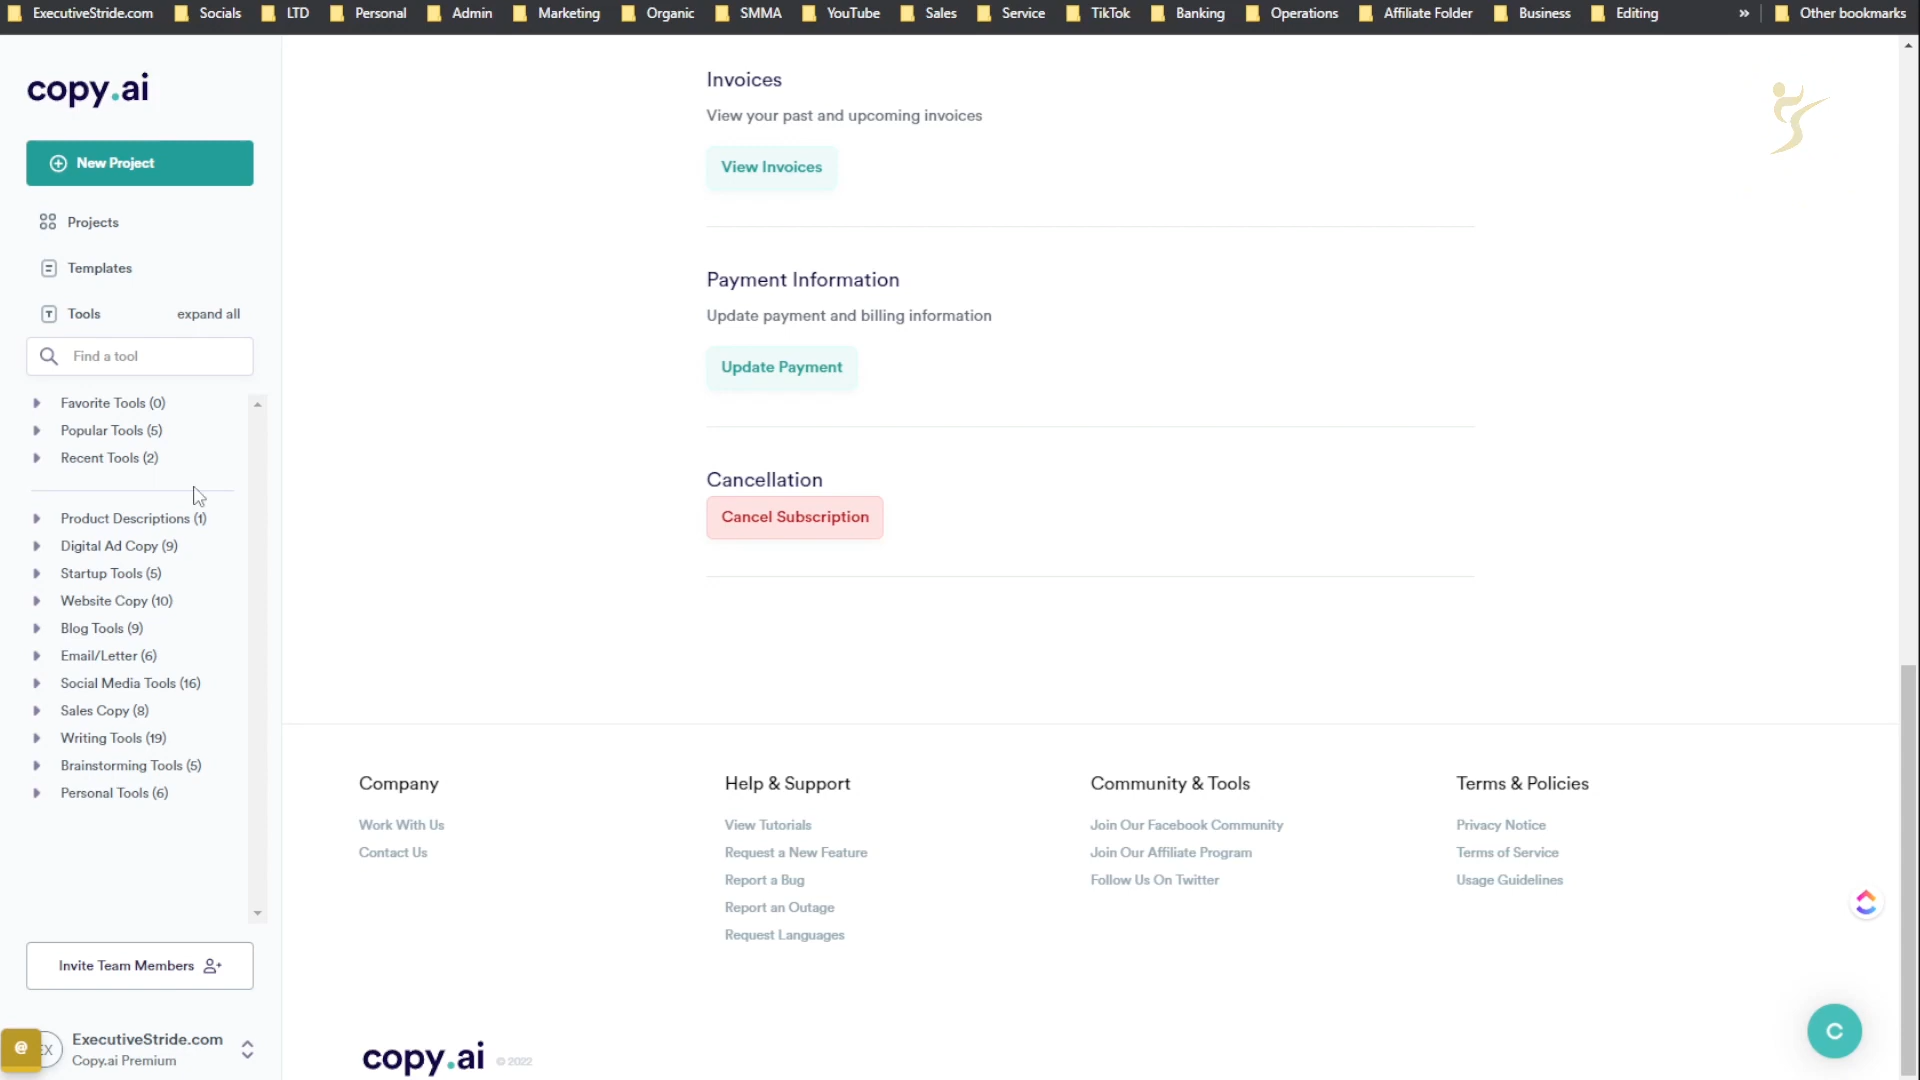 ExecutiveStride.com Socials LTD Personal Admin Marketing Organic SMMA YouTube Sales Service TikTok Banking Operations Affiliate Folder Business Editing » Other bookmarks
copy.ai
New Project
Projects
Templates
Tools expand all
Find a tool
Favorite Tools (0)
Popular Tools (5)
Recent Tools (2)
Product Descriptions (1)
Digital Ad Copy (9)
Startup Tools (5)
Website Copy (10)
Blog Tools (9)
Email/Letter (6)
Social Media Tools (16)
Sales Copy (8)
Writing Tools (19)
Brainstorming Tools (5)
Personal Tools (6)
Invite Team Members
@ EX
ExecutiveStride.com
Copy.ai Premium
Invoices
View your past and upcoming invoices
View Invoices
Payment Information
Update payment and billing information
Update Payment
Cancellation
Cancel Subscription
Company
Work With Us
Contact Us
Help & Support
View Tutorials
Request a New Feature
Report a Bug
Report an Outage
Request Languages
Community & Tools
Join Our Facebook Community
Join Our Affiliate Program
Follow Us On Twitter
Terms & Policies
Privacy Notice
Terms of Service
Usage Guidelines
copy.ai © 2022
C